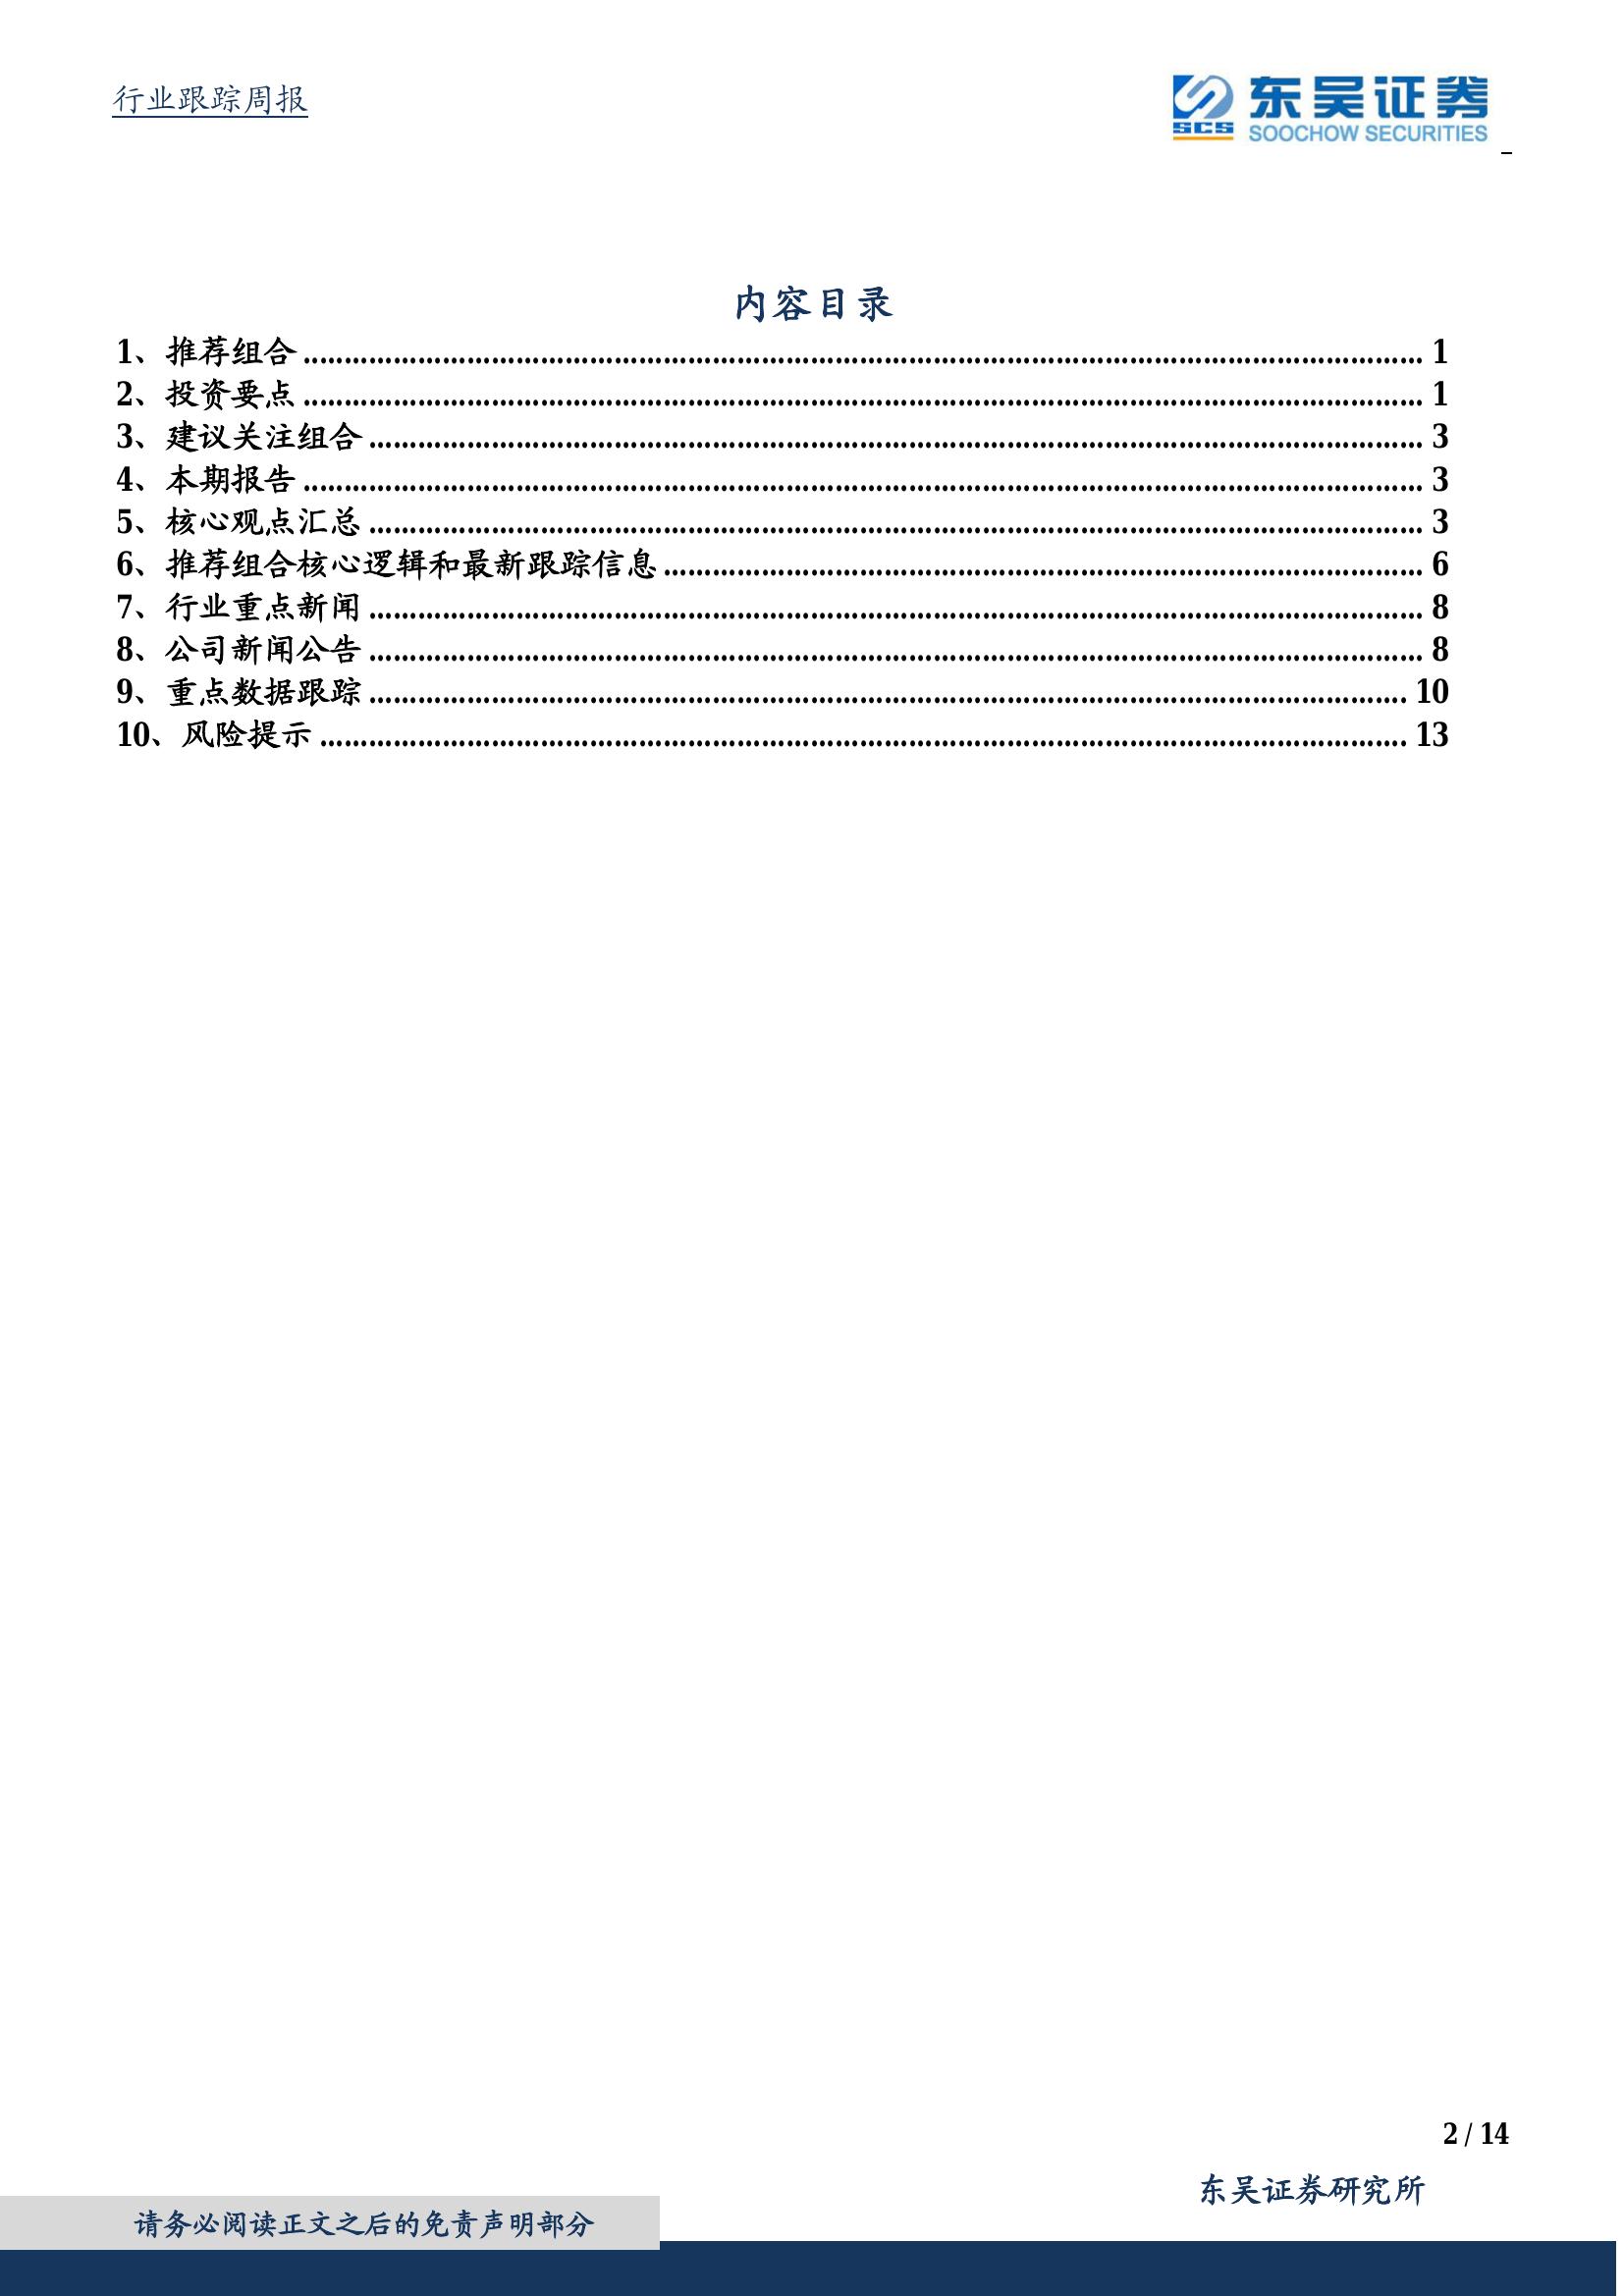 行业跟踪周报
东吴证券
SCS
SOOCHOW SECURITIES
内容目录
1、推荐组合 ........................................ 1
2、投资要点 ........................................ 1
3、建议关注组合 ........................................ 3
4、本期报告 ........................................ 3
5、核心观点汇总 ........................................ 3
6、推荐组合核心逻辑和最新跟踪信息 ........................................ 6
7、行业重点新闻 ........................................ 8
8、公司新闻公告 ........................................ 8
9、重点数据跟踪 ........................................ 10
10、风险提示 ........................................ 13
2 / 14
东吴证券研究所
请务必阅读正文之后的免责声明部分